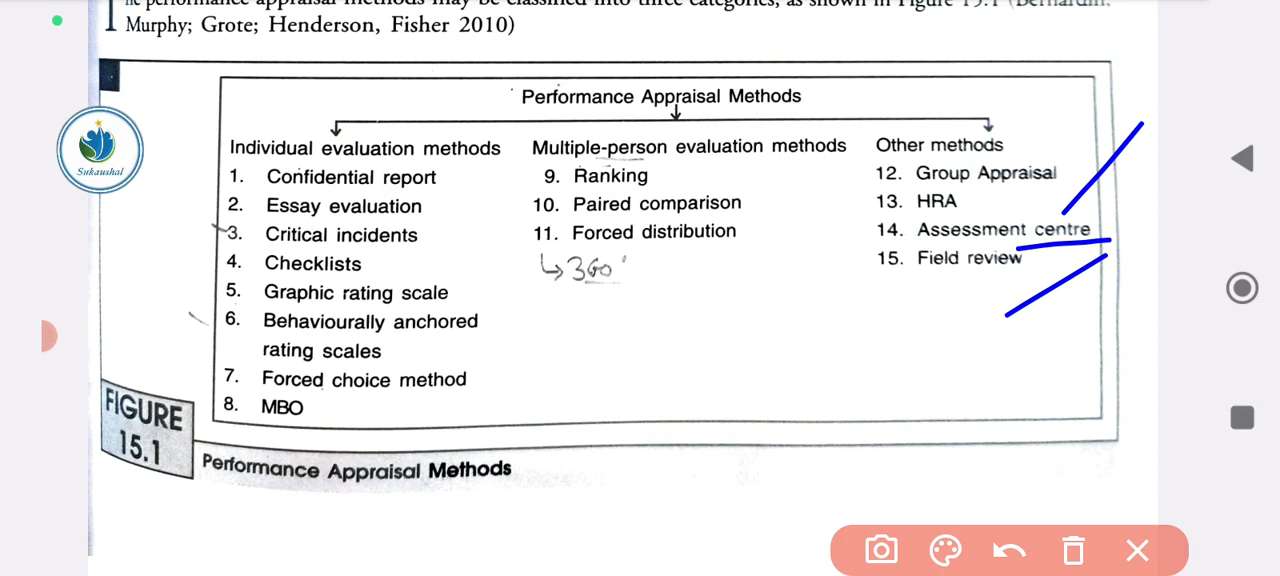 Murphy; Grote; Henderson, Fisher 2010)
Performance Appraisal Methods
Individual evaluation methods
1. Confidential report
2. Essay evaluation
3. Critical incidents
4. Checklists
5. Graphic rating scale
6. Behaviourally anchored
rating scales
7. Forced choice method
8. MBO
Multiple-person evaluation methods
9. Ranking
10. Paired comparison
11. Forced distribution
360°
Other methods
12. Group Appraisal
13. HRA
14. Assessment centre
15. Field review
FIGURE
15.1
Performance Appraisal Methods
Sukaushal